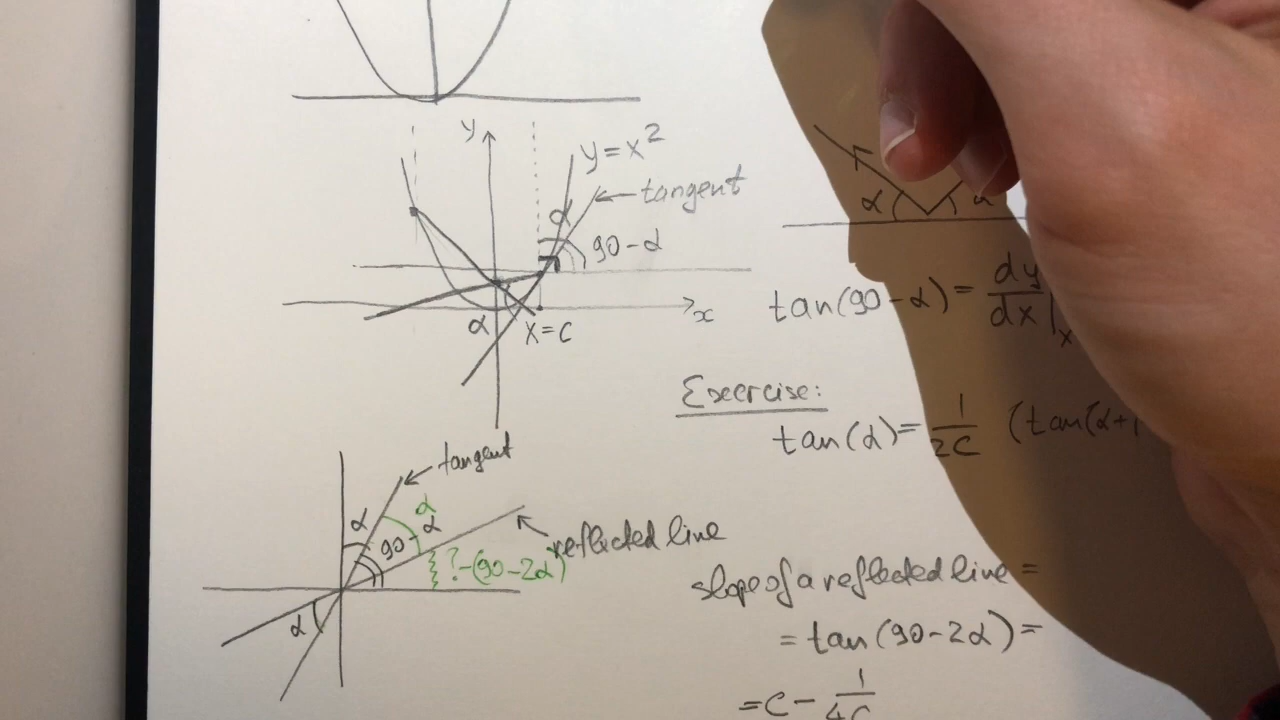 y
y=x²
tangent
α
90-α
α
x=c
x
α
α
tan(90-α)=dy/dx|x
Exercise:
tan(α)=1/2c (tan(α+
tangent
α
α
90-α
reflected line
?-(90-2α)
α
slope of a reflected line =
= tan(90-2α)=
=c-1/4c